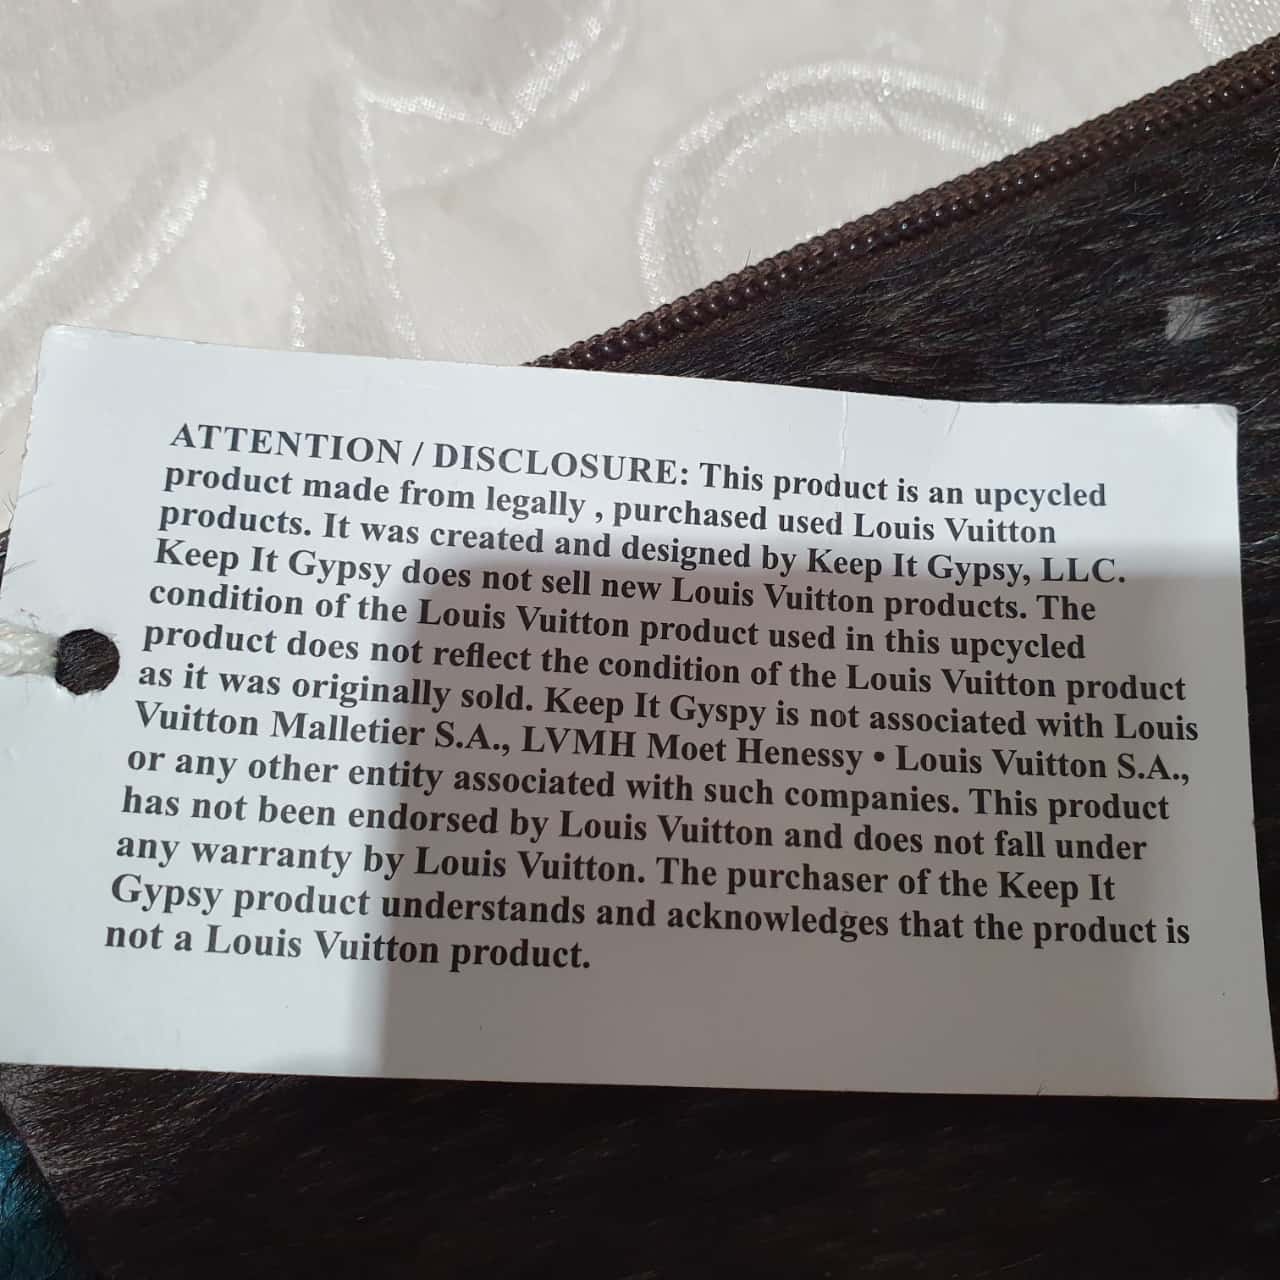 ATTENTION / DISCLOSURE: This product is an upcycled
product made from legally , purchased used Louis Vuitton
products. It was created and designed by Keep It Gypsy, LLC.
Keep It Gypsy does not sell new Louis Vuitton products. The
condition of the Louis Vuitton product used in this upcycled
product does not reflect the condition of the Louis Vuitton product
as it was originally sold. Keep It Gyspy is not associated with Louis
Vuitton Malletier S.A., LVMH Moet Henessy • Louis Vuitton S.A.,
or any other entity associated with such companies. This product
has not been endorsed by Louis Vuitton and does not fall under
any warranty by Louis Vuitton. The purchaser of the Keep It
Gypsy product understands and acknowledges that the product is
not a Louis Vuitton product.